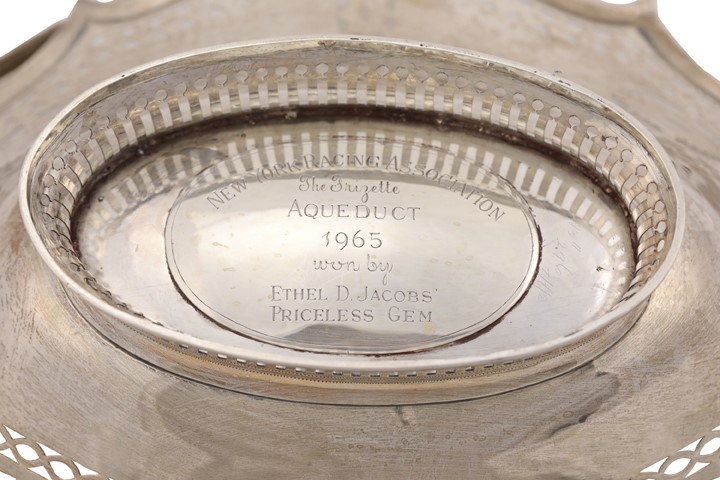 NEW YORK RACING ASSOCIATION
The Frizette
AQUEDUCT
1965
won by
ETHEL D. JACOBS'
PRICELESS GEM